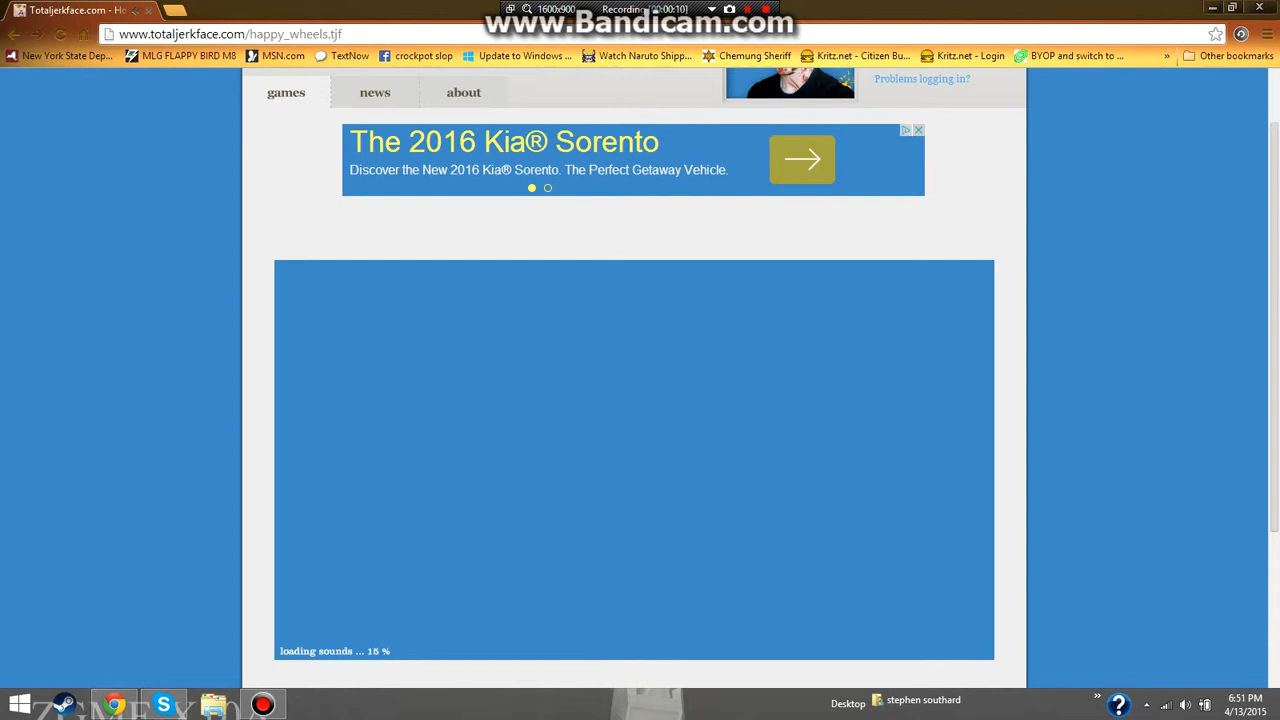 Totaljerkface.com - Ho
1600x900
Recording [00:00:10]
www.Bandicam.com
www.totaljerkface.com/happy_wheels.tjf
New York State Dep...
MLG FLAPPY BIRD M8
MSN.com
TextNow
crockpot slop
Update to Windows ...
Watch Naruto Shipp...
Chemung Sheriff
Kritz.net - Citizen Bu...
Kritz.net - Login
BYOP and switch to ...
»
Other bookmarks
games
news
about
Problems logging in?
The 2016 Kia® Sorento
Discover the New 2016 Kia® Sorento. The Perfect Getaway Vehicle.
loading sounds ... 15 %
Desktop
stephen southard
»
6:51 PM
4/13/2015